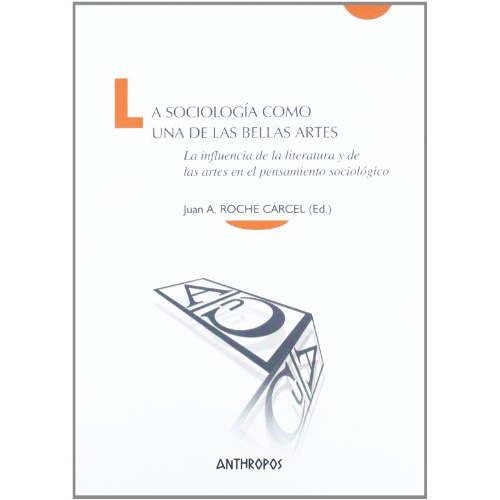 LA SOCIOLOGÍA COMO
UNA DE LAS BELLAS ARTES
La influencia de la literatura y de
las artes en el pensamiento sociológico
Juan A. ROCHE CÁRCEL (Ed.)
ANTHROPOS